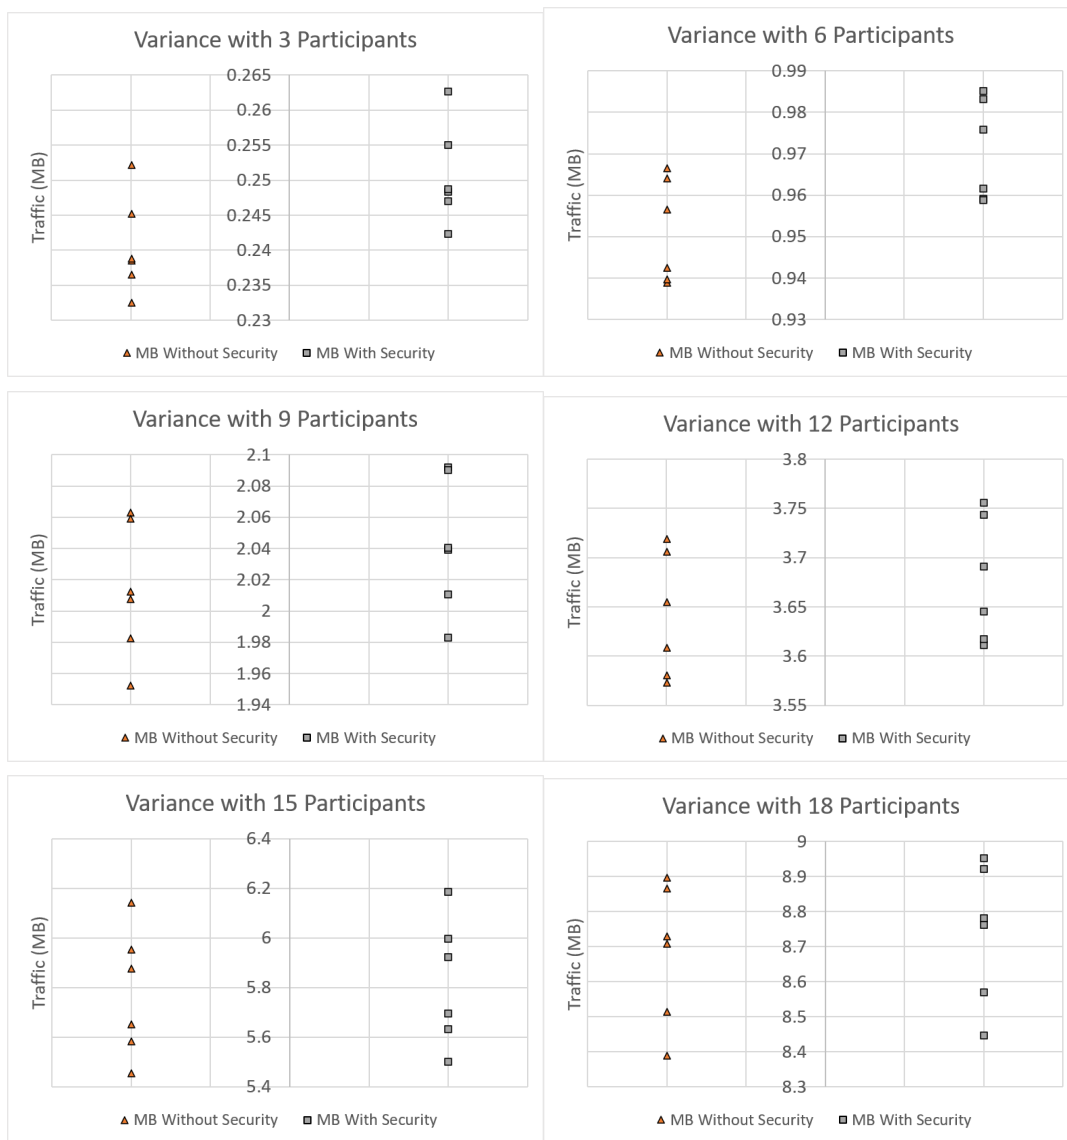 Variance with 3 Participants
Traffic (MB)
0.265
0.26
0.255
0.25
0.245
0.24
0.235
0.23
MB Without Security MB With Security
Variance with 6 Participants
Traffic (MB)
0.99
0.98
0.97
0.96
0.95
0.94
0.93
MB Without Security MB With Security
Variance with 9 Participants
Traffic (MB)
2.1
2.08
2.06
2.04
2.02
2
1.98
1.96
1.94
MB Without Security MB With Security
Variance with 12 Participants
Traffic (MB)
3.8
3.75
3.7
3.65
3.6
3.55
MB Without Security MB With Security
Variance with 15 Participants
Traffic (MB)
6.4
6.2
6
5.8
5.6
5.4
MB Without Security MB With Security
Variance with 18 Participants
Traffic (MB)
9
8.9
8.8
8.7
8.6
8.5
8.4
8.3
MB Without Security MB With Security